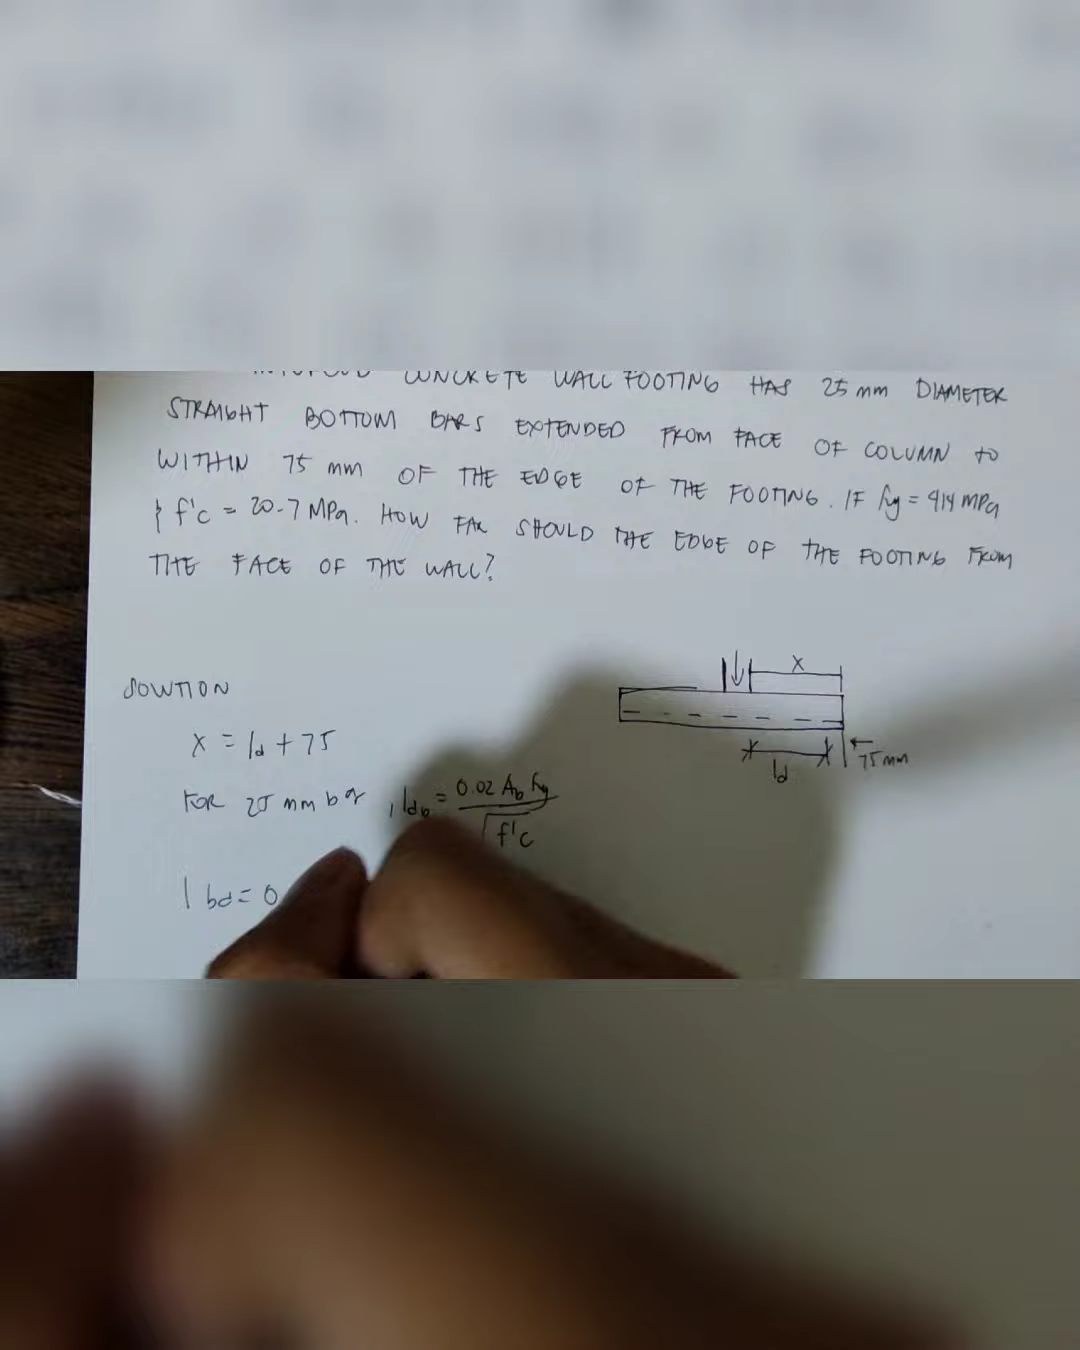 CONCRETE WALL FOOTING HAS 25 mm DIAMETER
STRAIGHT BOTTOM BARS EXTENDED FROM FACE OF COLUMN TO
WITHIN 75 mm OF THE EDGE OF THE FOOTING. IF fy = 414 MPa
& f'c = 20.7 MPa. HOW FAR SHOULD THE EDGE OF THE FOOTING FROM
THE FACE OF THE WALL?
SOLUTION
x
x = ld + 75
75 mm
ld
FOR 25 mm bar, ldb = 0.02 Ab fy / √f'c
lbd = 0